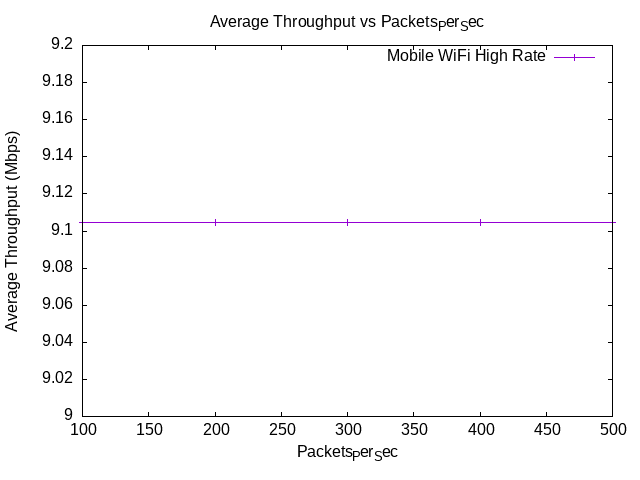 Average Throughput vs PacketsPerSec
Mobile WiFi High Rate
9.2
9.18
9.16
9.14
9.12
9.1
9.08
9.06
9.04
9.02
9
Average Throughput (Mbps)
100 150 200 250 300 350 400 450 500
PacketsPerSec